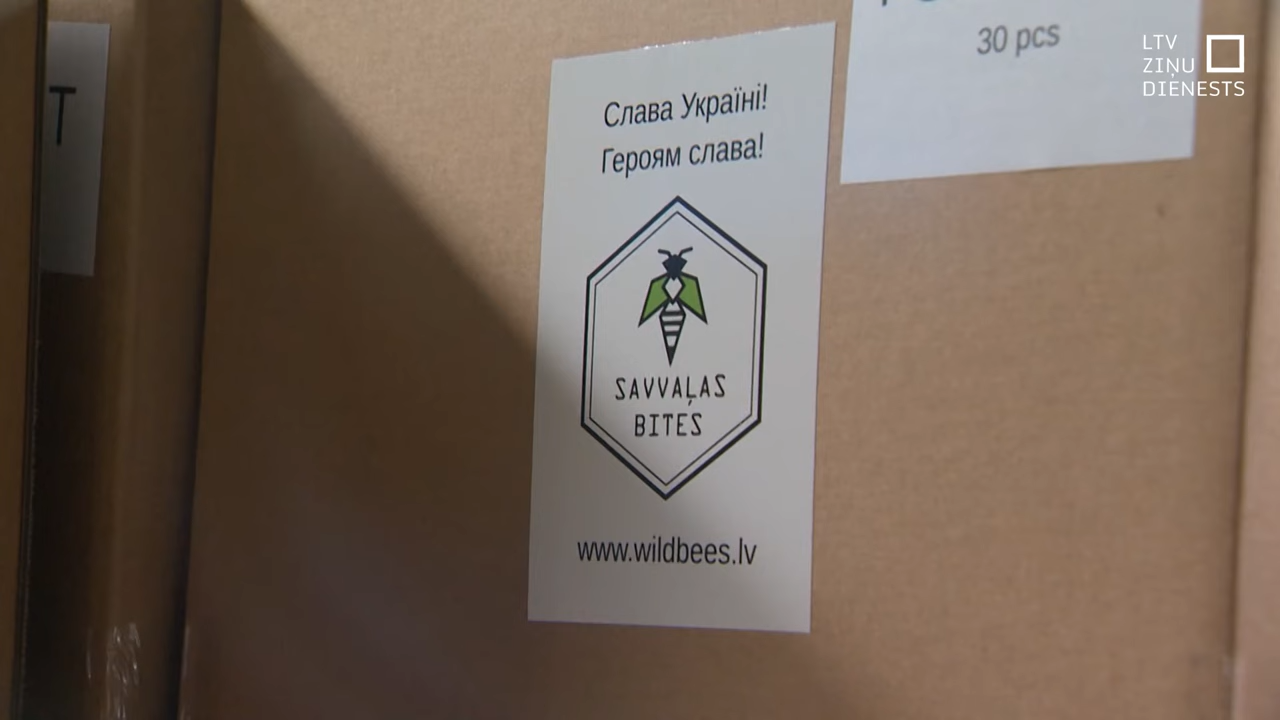 T
Слава Україні!
Героям слава!
SAVVAĻAS
BITES
www.wildbees.lv
30 pcs
LTV
ZIŅU
DIENESTS